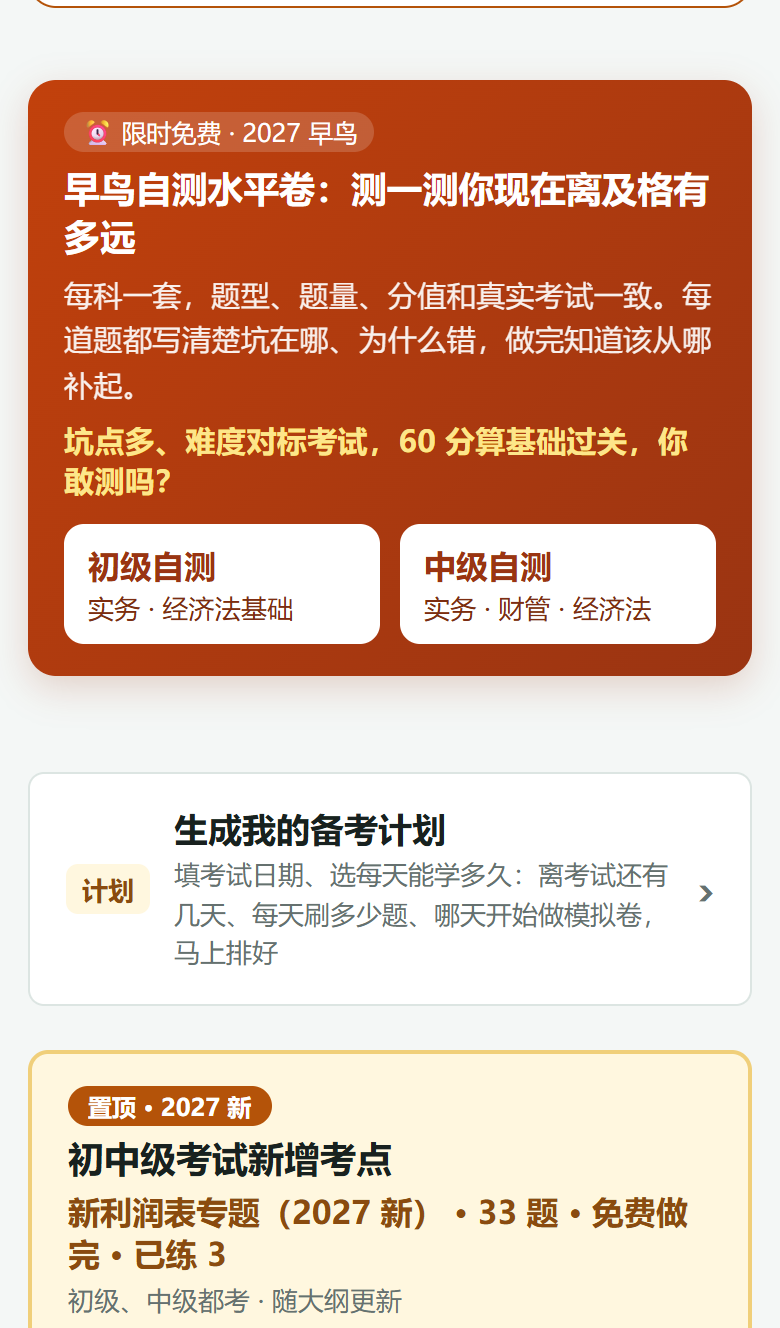 ⏰ 限时免费 · 2027 早鸟
早鸟自测水平卷：测一测你现在离及格有
多远
每科一套，题型、题量、分值和真实考试一致。每
道题都写清楚坑在哪、为什么错，做完知道该从哪
补起。
坑点多、难度对标考试，60 分算基础过关，你
敢测吗？
初级自测
实务 · 经济法基础
中级自测
实务 · 财管 · 经济法
生成我的备考计划
计划
填考试日期、选每天能学多久：离考试还有
几天、每天刷多少题、哪天开始做模拟卷，
马上排好
›
置顶 • 2027 新
初中级考试新增考点
新利润表专题（2027 新） • 33 题 • 免费做
完 • 已练 3
初级、中级都考 · 随大纲更新